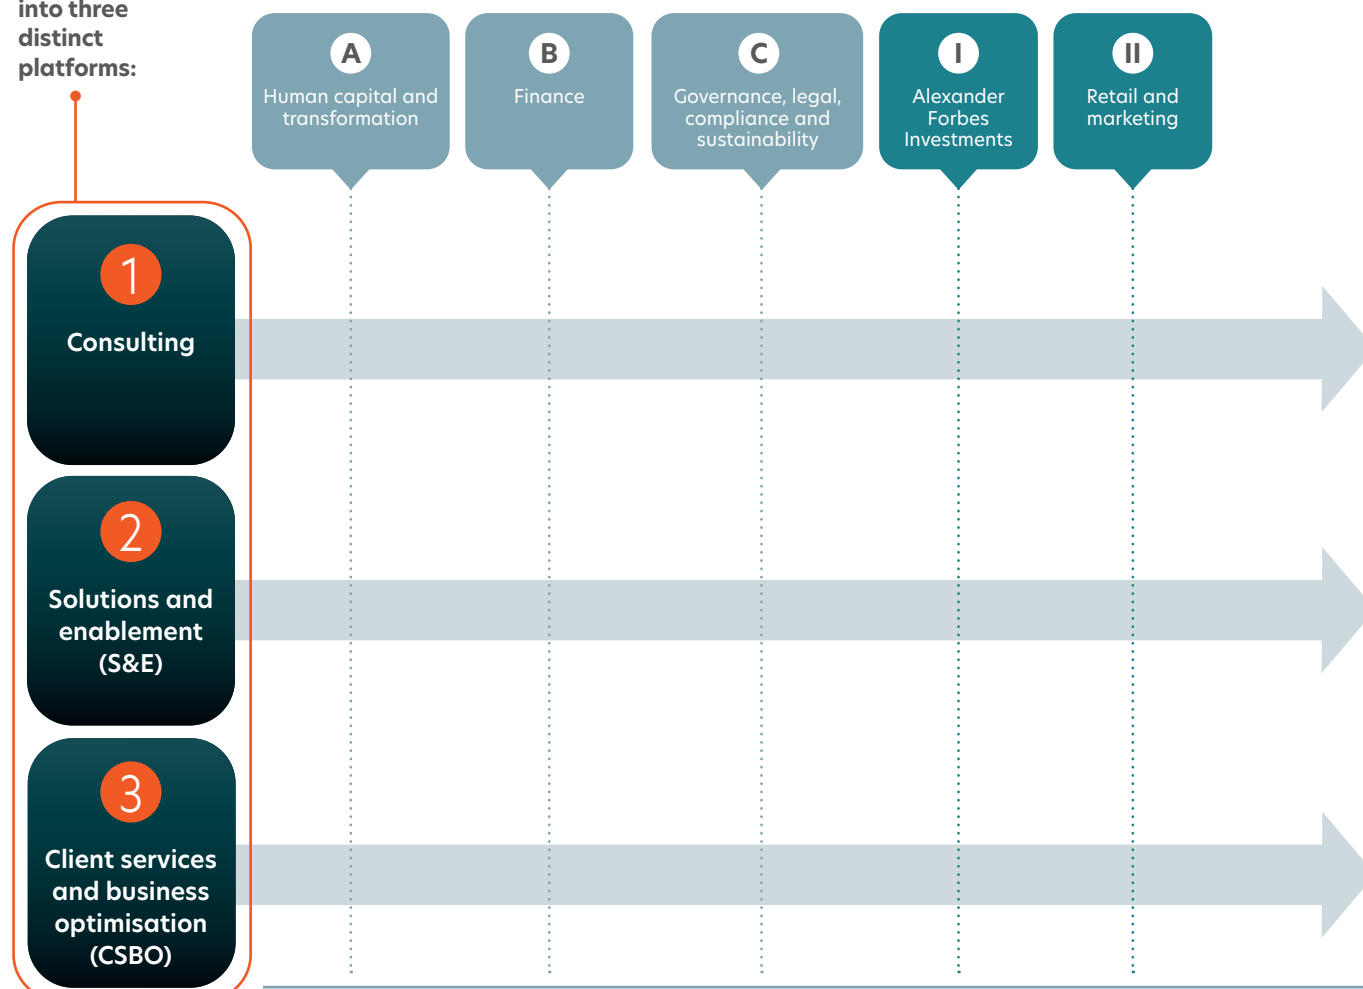 into three
distinct
platforms:
A
Human capital and
transformation
B
Finance
C
Governance, legal,
compliance and
sustainability
I
Alexander
Forbes
Investments
II
Retail and
marketing
1
Consulting
2
Solutions and
enablement
(S&E)
3
Client services
and business
optimisation
(CSBO)